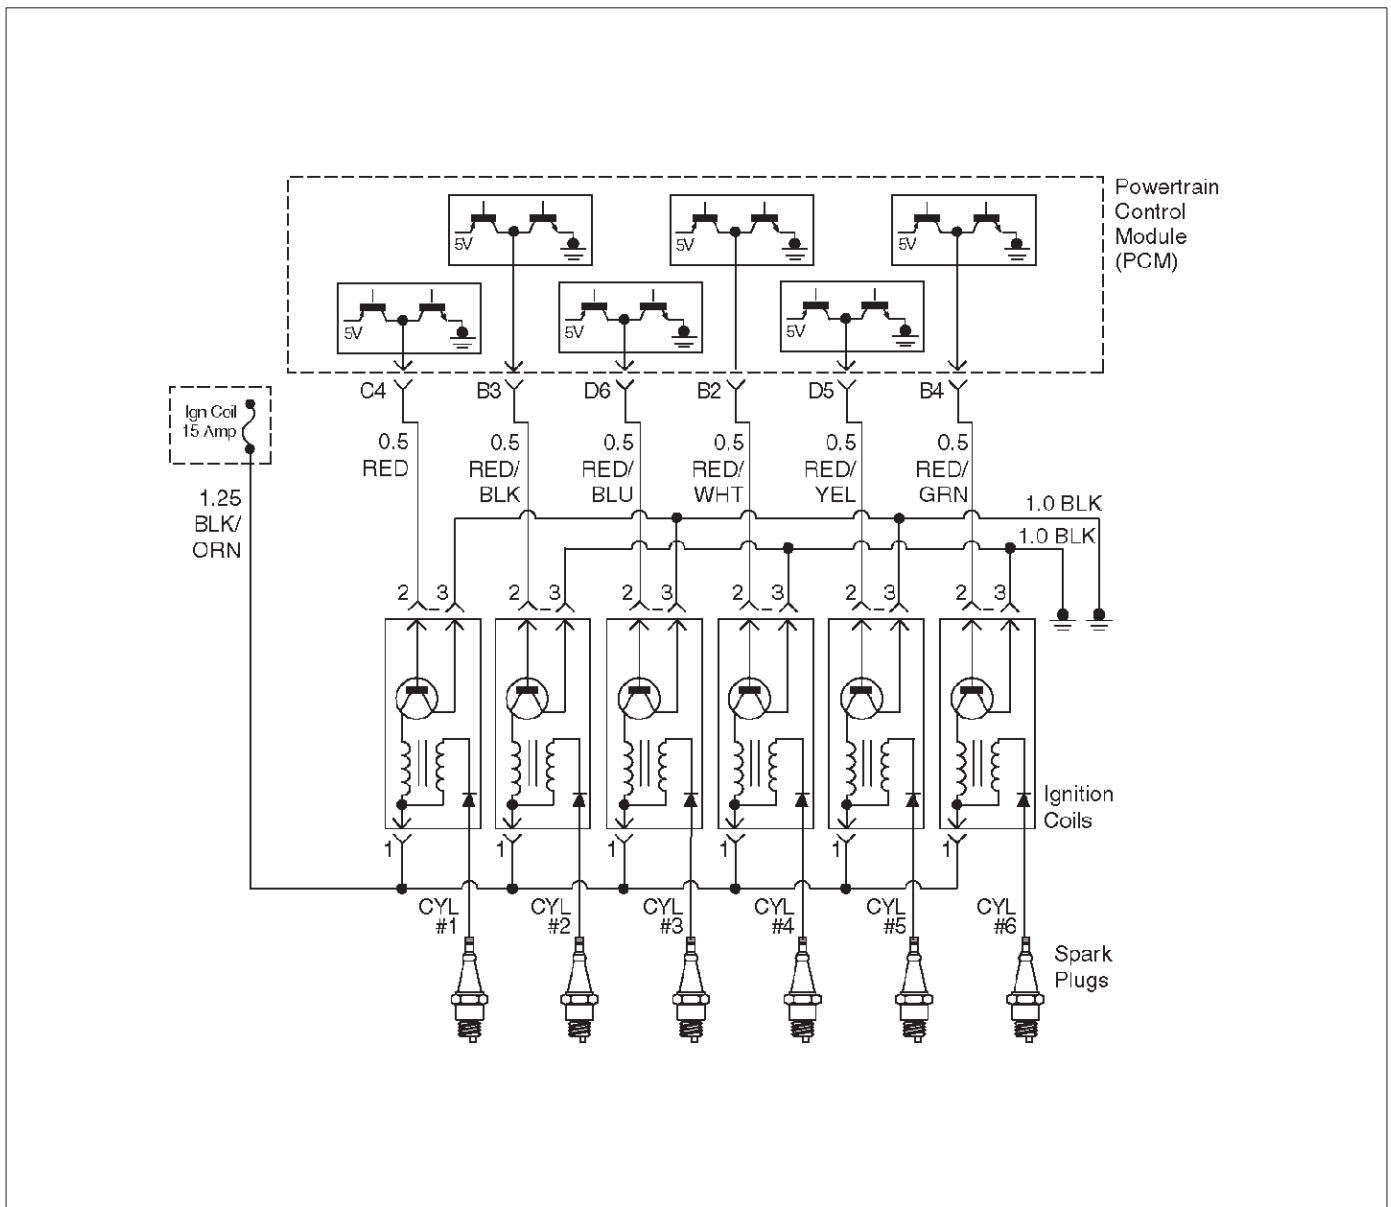 Powertrain
Control
Module
(PCM)
5V
5V
5V
5V
5V
5V
C4
B3
D6
B2
D5
B4
Ign Coil
15 Amp
0.5
RED
0.5
RED/
BLK
0.5
RED/
BLU
0.5
RED/
WHT
0.5
RED/
YEL
0.5
RED/
GRN
1.25
BLK/
ORN
1.0 BLK
1.0 BLK
2 3
2 3
2 3
2 3
2 3
2 3
Ignition
Coils
1
1
1
1
1
1
CYL
#1
CYL
#2
CYL
#3
CYL
#4
CYL
#5
CYL
#6
Spark
Plugs